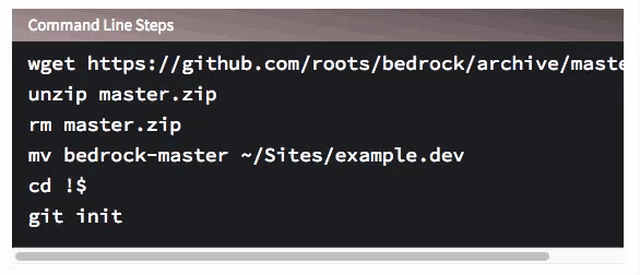 Command Line Steps
wget https://github.com/roots/bedrock/archive/maste
unzip master.zip
rm master.zip
mv bedrock-master ~/Sites/example.dev
cd !$
git init